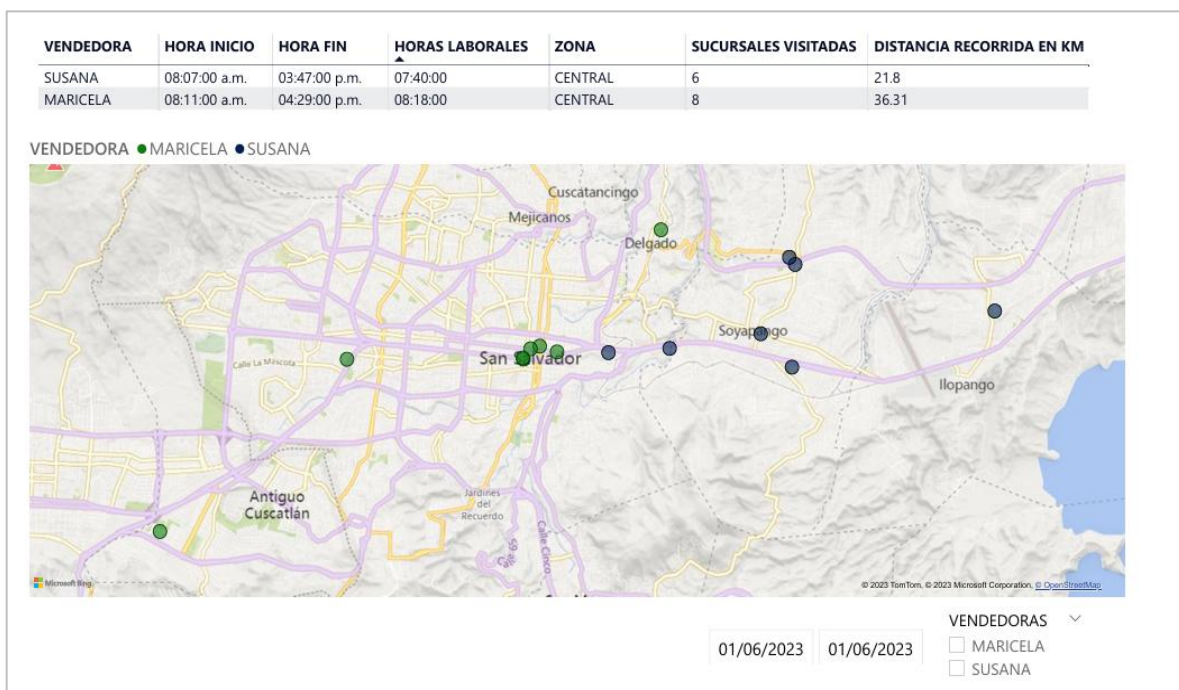 VENDEDORA HORA INICIO HORA FIN HORAS LABORALES ZONA SUCURSALES VISITADAS DISTANCIA RECORRIDA EN KM
SUSANA 08:07:00 a.m. 03:47:00 p.m. 07:40:00 CENTRAL 6 21.8
MARICELA 08:11:00 a.m. 04:29:00 p.m. 08:18:00 CENTRAL 8 36.31
VENDEDORA MARICELA SUSANA
Cuscatancingo
Mejicanos
Delgado
Soyapango
San Salvador
Calle La Mascota
Ilopango
Antiguo
Cuscatlán
Jardines
del
Recuerdo
Calle Cinco
Microsoft Bing
© 2023 TomTom, © 2023 Microsoft Corporation, © OpenStreetMap
VENDEDORAS
01/06/2023 01/06/2023
MARICELA
SUSANA